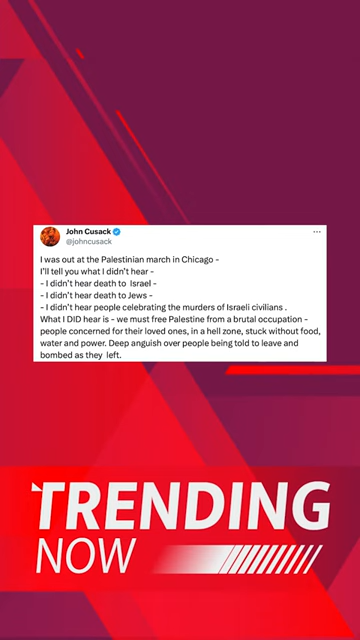 John Cusack
@johncusack
I was out at the Palestinian march in Chicago -
I'll tell you what I didn't hear -
- I didn't hear death to Israel -
- I didn't hear death to Jews -
- I didn't hear people celebrating the murders of Israeli civilians .
What I DID hear is - we must free Palestine from a brutal occupation -
people concerned for their loved ones, in a hell zone, stuck without food,
water and power. Deep anguish over people being told to leave and
bombed as they left.
TRENDING
NOW